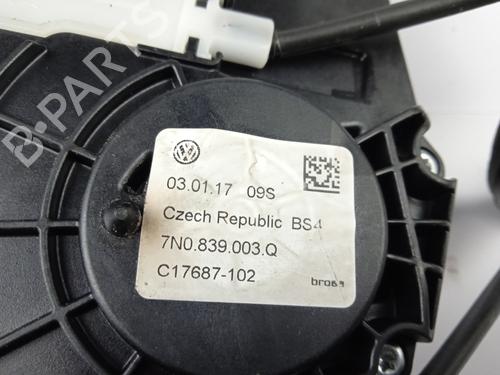 B-PARTS
03.01.17 09S
Czech Republic BS4
7N0.839.003.Q
C17687-102
brose